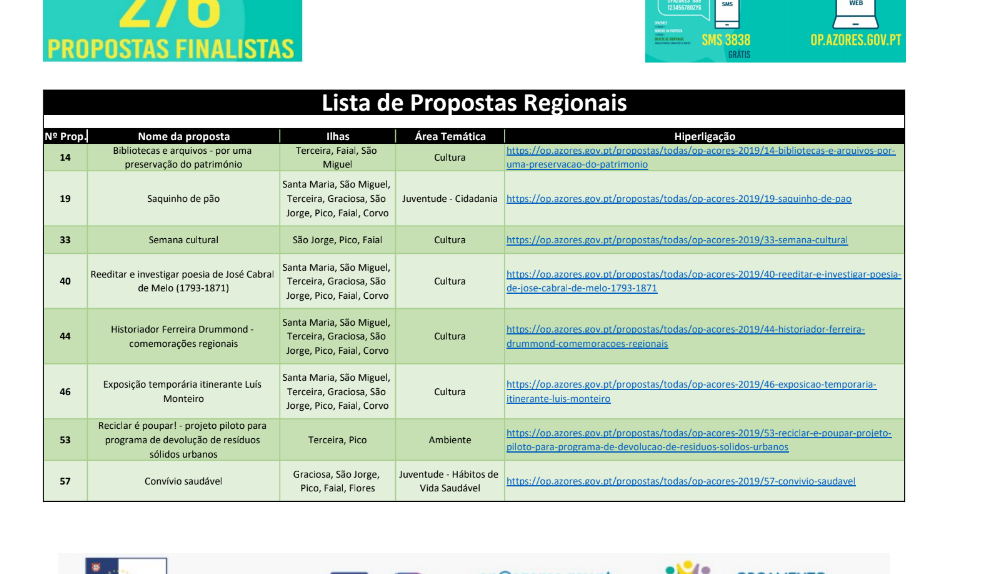 276
PROPOSTAS FINALISTAS
SMS
WEB
SMS 3838
GRÁTIS
OP.AZORES.GOV.PT
Lista de Propostas Regionais
Nº Prop. Nome da proposta Ilhas Área Temática Hiperligação
14
Bibliotecas e arquivos - por uma
preservação do património
Terceira, Faial, São
Miguel
Cultura
https://op.azores.gov.pt/propostas/todas/op-acores-2019/14-bibliotecas-e-arquivos-por-
uma-preservacao-do-patrimonio
19
Saquinho de pão
Santa Maria, São Miguel,
Terceira, Graciosa, São
Jorge, Pico, Faial, Corvo
Juventude - Cidadania
https://op.azores.gov.pt/propostas/todas/op-acores-2019/19-saquinho-de-pao
33
Semana cultural
São Jorge, Pico, Faial
Cultura
https://op.azores.gov.pt/propostas/todas/op-acores-2019/33-semana-cultural
40
Reeditar e investigar poesia de José Cabral
de Melo (1793-1871)
Santa Maria, São Miguel,
Terceira, Graciosa, São
Jorge, Pico, Faial, Corvo
Cultura
https://op.azores.gov.pt/propostas/todas/op-acores-2019/40-reeditar-e-investigar-poesia-
de-jose-cabral-de-melo-1793-1871
44
Historiador Ferreira Drummond -
comemorações regionais
Santa Maria, São Miguel,
Terceira, Graciosa, São
Jorge, Pico, Faial, Corvo
Cultura
https://op.azores.gov.pt/propostas/todas/op-acores-2019/44-historiador-ferreira-
drummond-comemoracoes-regionais
46
Exposição temporária itinerante Luís
Monteiro
Santa Maria, São Miguel,
Terceira, Graciosa, São
Jorge, Pico, Faial, Corvo
Cultura
https://op.azores.gov.pt/propostas/todas/op-acores-2019/46-exposicao-temporaria-
itinerante-luis-monteiro
53
Reciclar é poupar! - projeto piloto para
programa de devolução de resíduos
sólidos urbanos
Terceira, Pico
Ambiente
https://op.azores.gov.pt/propostas/todas/op-acores-2019/53-reciclar-e-poupar-projeto-
piloto-para-programa-de-devolucao-de-residuos-solidos-urbanos
57
Convívio saudável
Graciosa, São Jorge,
Pico, Faial, Flores
Juventude - Hábitos de
Vida Saudável
https://op.azores.gov.pt/propostas/todas/op-acores-2019/57-convivio-saudavel